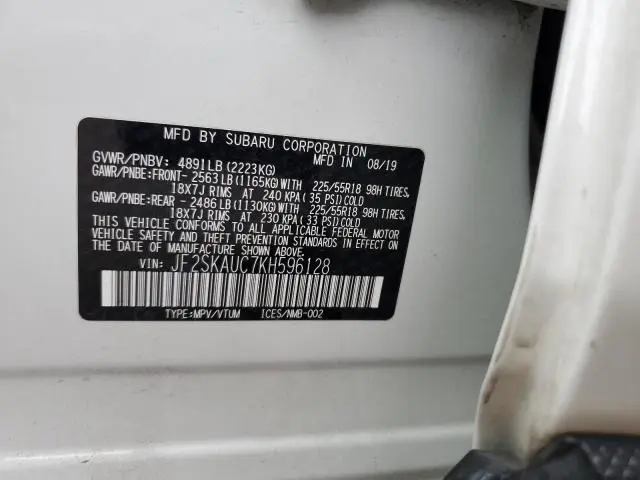 MFD BY SUBARU CORPORATION
GVWR/PNBV: 4891LB (2223KG) MFD IN 08/19
GAWR/PNBE:FRONT- 2563LB (1165KG) WITH 225/55R18 98H TIRES,
18X7J RIMS AT 240 KPA (35 PSI) COLD
GAWR/PNBE:REAR - 2486LB (1130KG) WITH 225/55R18 98H TIRES,
18X7J RIMS AT 230 KPA (33 PSI) COLD
THIS VEHICLE CONFORMS TO ALL APPLICABLE FEDERAL MOTOR
VEHICLE SAFETY AND THEFT PREVENTION STANDARDS IN EFFECT ON
THE DATE OF MANUFACTURE SHOWN ABOVE.
VIN: JF2SKAUC7KH596128
TYPE:MPV/VTUM ICES/NMB-002